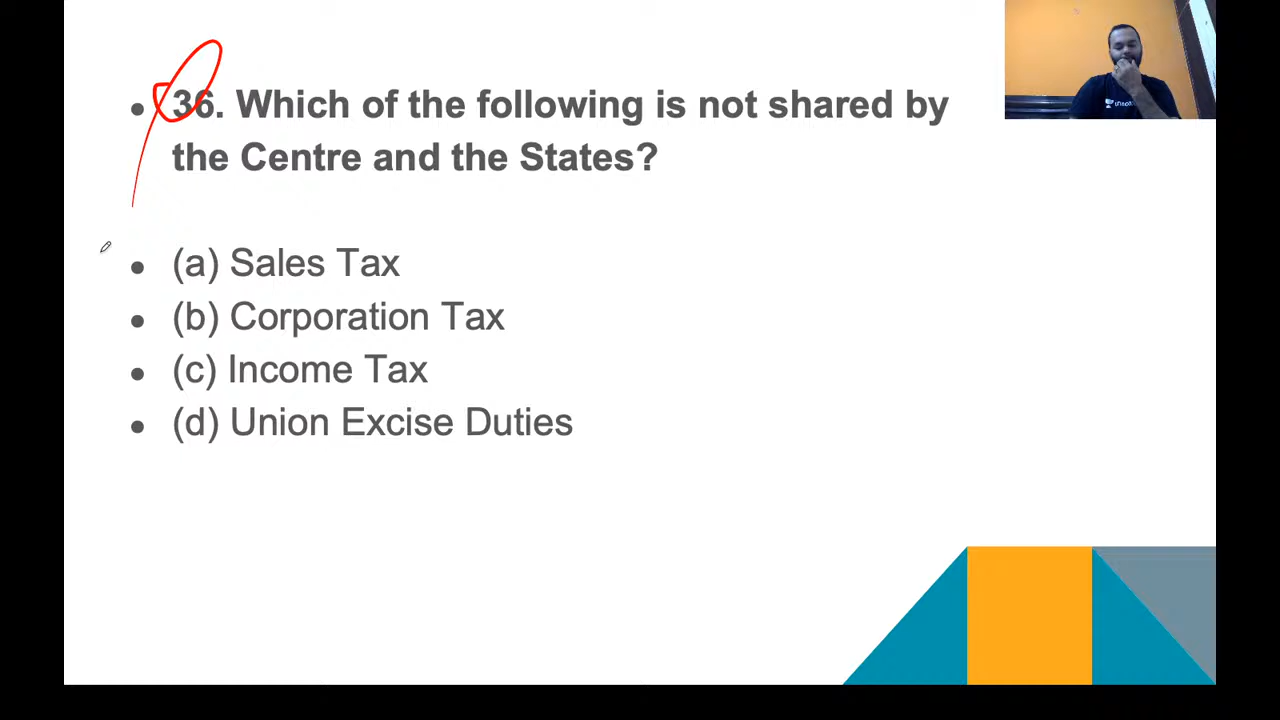 • 36. Which of the following is not shared by
the Centre and the States?
• (a) Sales Tax
• (b) Corporation Tax
• (c) Income Tax
• (d) Union Excise Duties